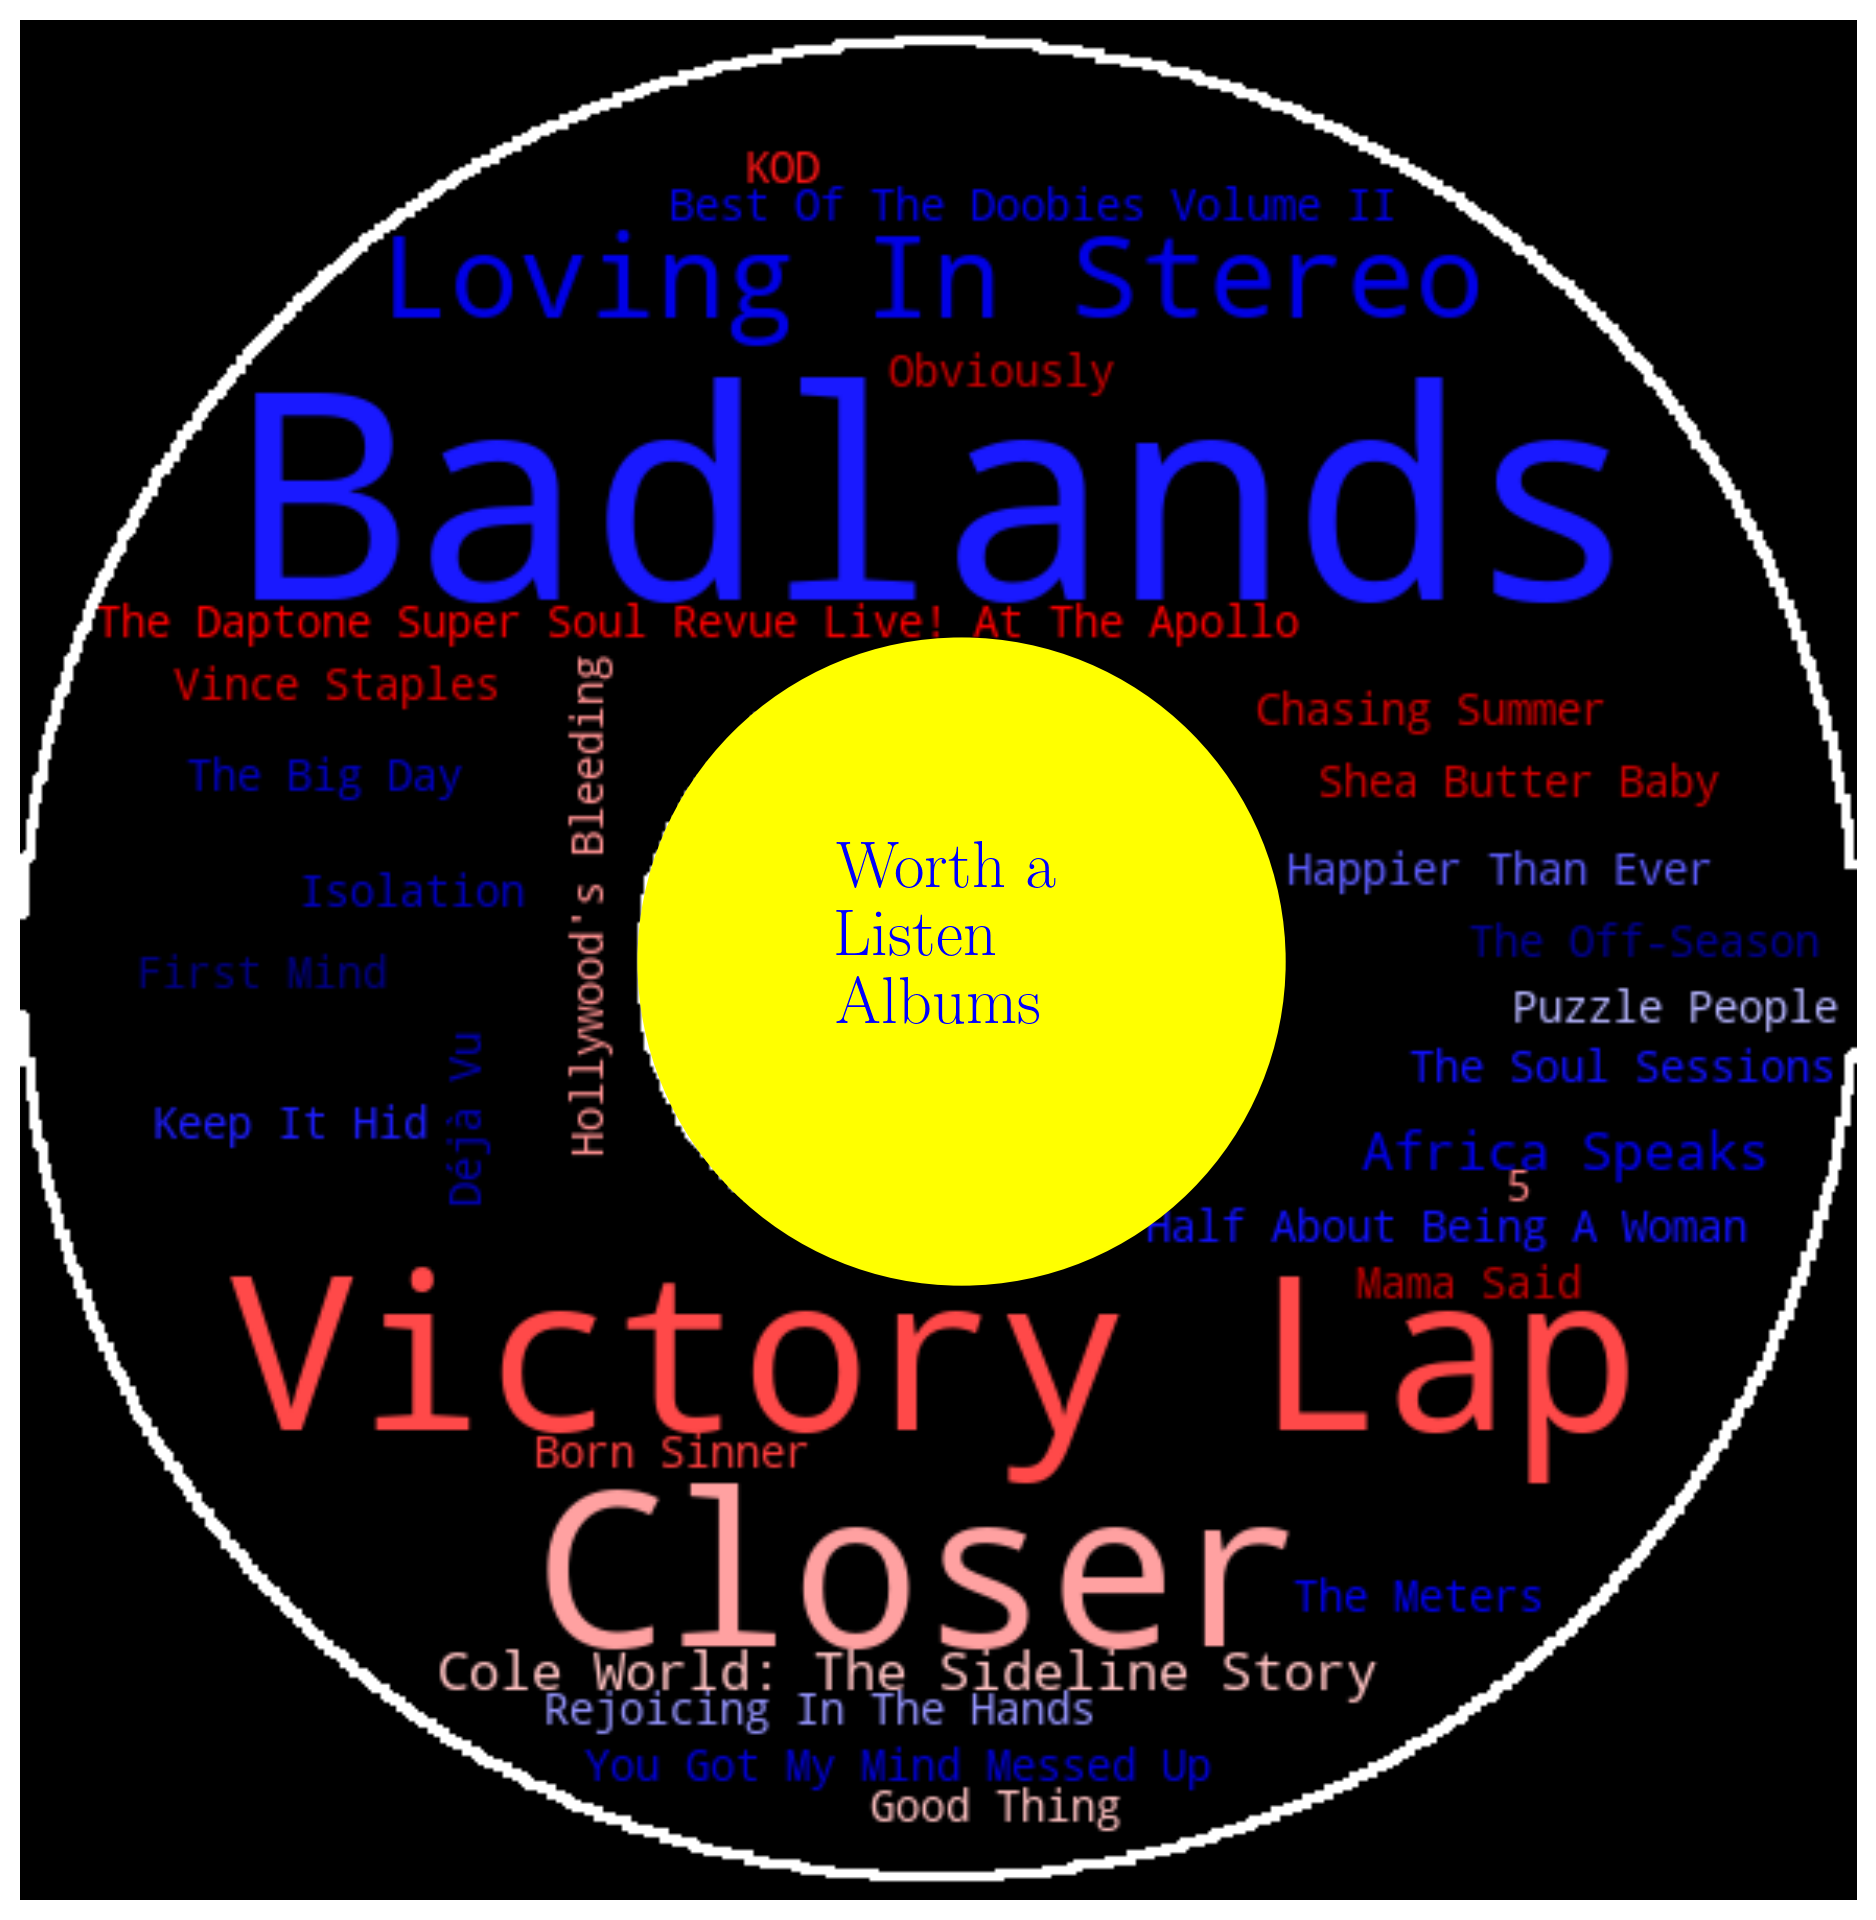 KOD
Best Of The Doobies Volume II
Loving In Stereo
Obviously
Badlands
The Daptone Super Soul Revue Live! At The Apollo
Vince Staples
Hollywood's Bleeding
Chasing Summer
The Big Day
Shea Butter Baby
Worth a
Listen
Albums
Isolation
Happier Than Ever
The Off-Season
First Mind
Puzzle People
Déjà Vu
The Soul Sessions
Keep It Hid
Africa Speaks
5
Half About Being A Woman
Mama Said
Victory Lap
Born Sinner
Closer
The Meters
Cole World: The Sideline Story
Rejoicing In The Hands
You Got My Mind Messed Up
Good Thing